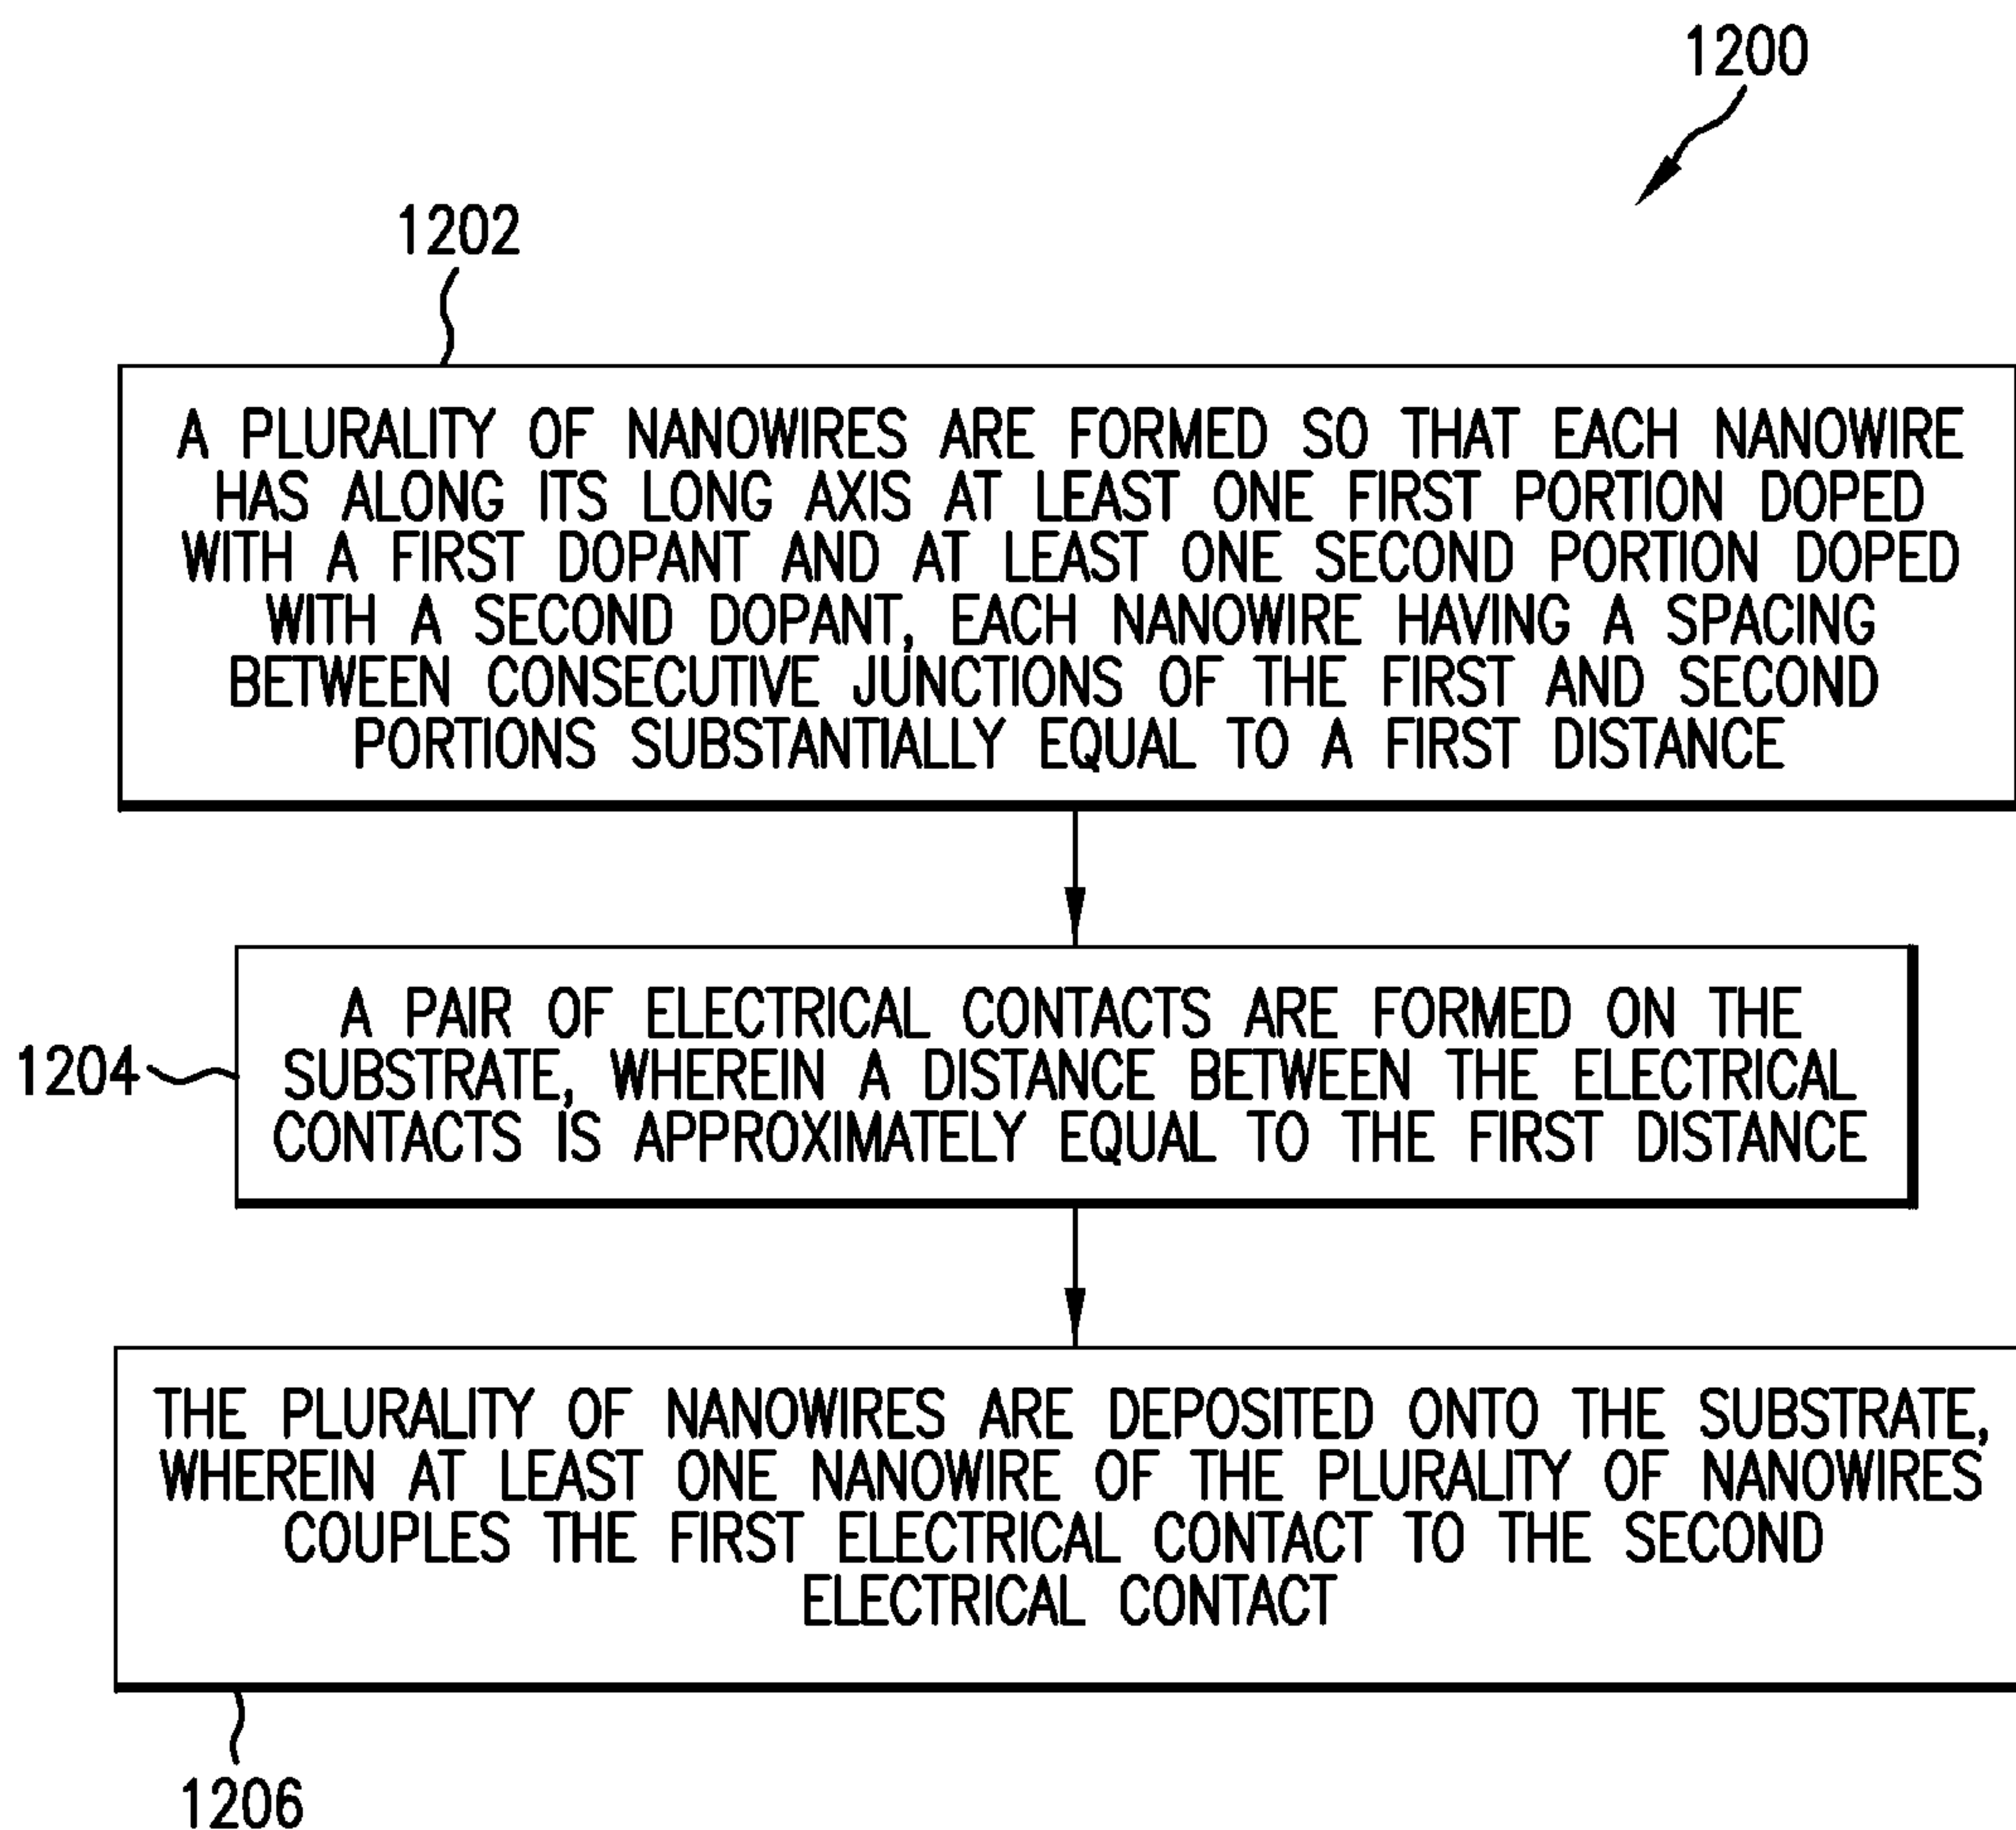 1200
1202
A PLURALITY OF NANOWIRES ARE FORMED SO THAT EACH NANOWIRE
HAS ALONG ITS LONG AXIS AT LEAST ONE FIRST PORTION DOPED
WITH A FIRST DOPANT AND AT LEAST ONE SECOND PORTION DOPED
WITH A SECOND DOPANT, EACH NANOWIRE HAVING A SPACING
BETWEEN CONSECUTIVE JUNCTIONS OF THE FIRST AND SECOND
PORTIONS SUBSTANTIALLY EQUAL TO A FIRST DISTANCE
1204
A PAIR OF ELECTRICAL CONTACTS ARE FORMED ON THE
SUBSTRATE, WHEREIN A DISTANCE BETWEEN THE ELECTRICAL
CONTACTS IS APPROXIMATELY EQUAL TO THE FIRST DISTANCE
THE PLURALITY OF NANOWIRES ARE DEPOSITED ONTO THE SUBSTRATE,
WHEREIN AT LEAST ONE NANOWIRE OF THE PLURALITY OF NANOWIRES
COUPLES THE FIRST ELECTRICAL CONTACT TO THE SECOND
ELECTRICAL CONTACT
1206